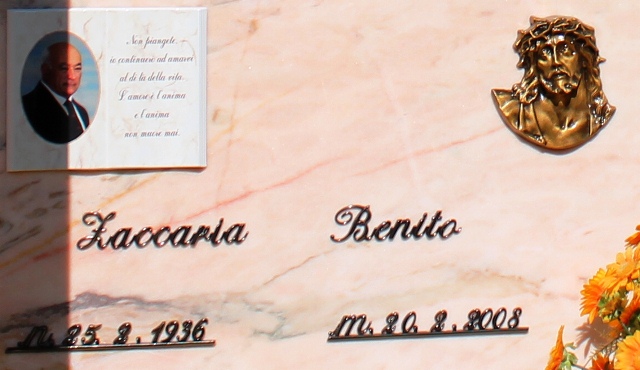 Non piangete,
io continuerò ad amarvi
al di là della vita.
L'amore è l'anima
e l'anima
non muore mai.
Zaccaria Benito
n. 25. 2. 1936 m. 20. 2. 2008